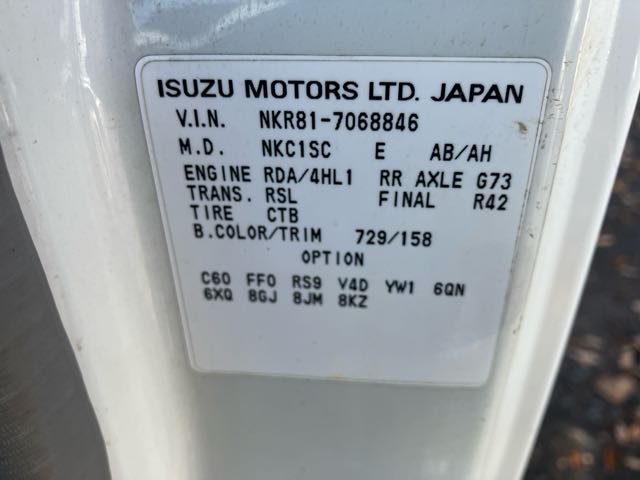 ISUZU MOTORS LTD. JAPAN
V.I.N. NKR81-7068846
M.D. NKC1SC E AB/AH
ENGINE RDA/4HL1 RR AXLE G73
TRANS. RSL FINAL R42
TIRE CTB
B.COLOR/TRIM 729/158
OPTION
C60 FF0 RS9 V4D YW1 6QN
6XQ 8GJ 8JM 8KZ